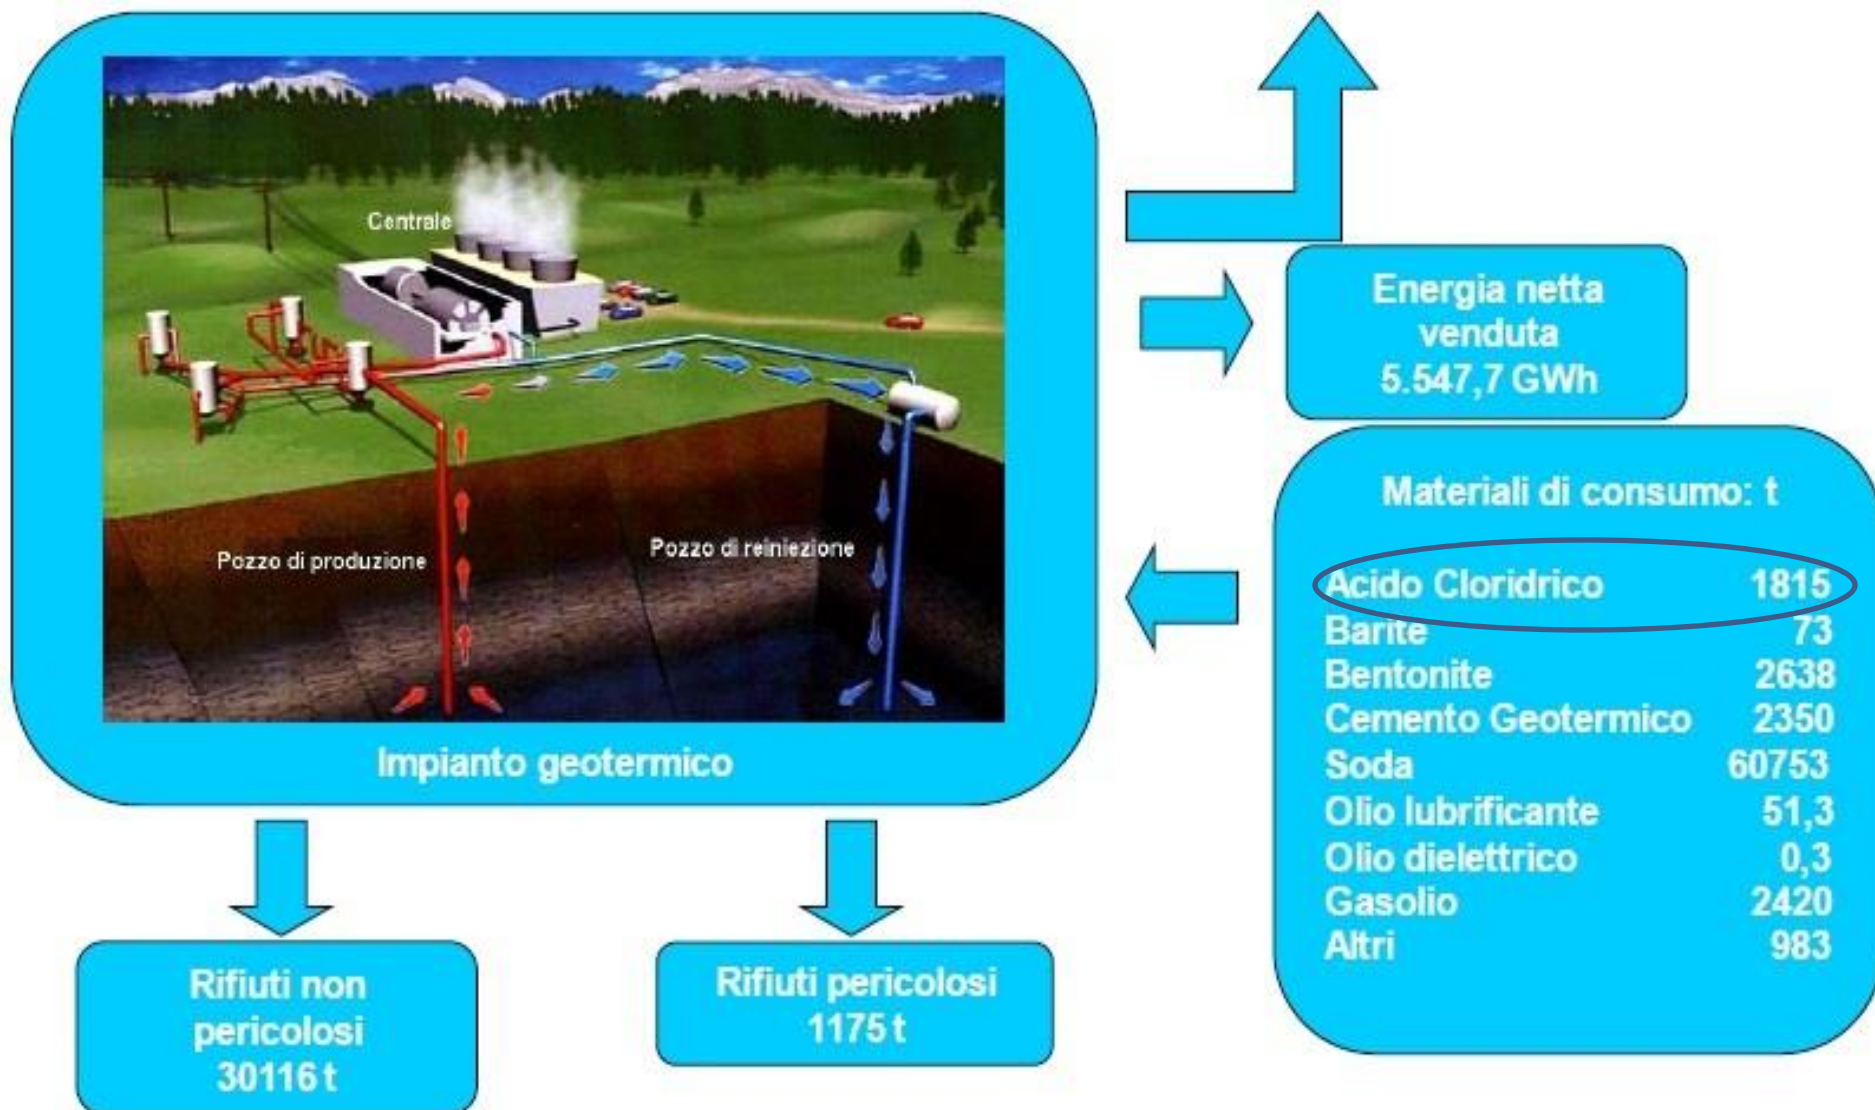 Centrale
Pozzo di produzione
Pozzo di reiniezione
Impianto geotermico
Energia netta
venduta
5.547,7 GWh
Materiali di consumo: t
Acido Cloridrico 1815
Barite 73
Bentonite 2638
Cemento Geotermico 2350
Soda 60753
Olio lubrificante 51,3
Olio dielettrico 0,3
Gasolio 2420
Altri 983
Rifiuti non
pericolosi
30116 t
Rifiuti pericolosi
1175 t